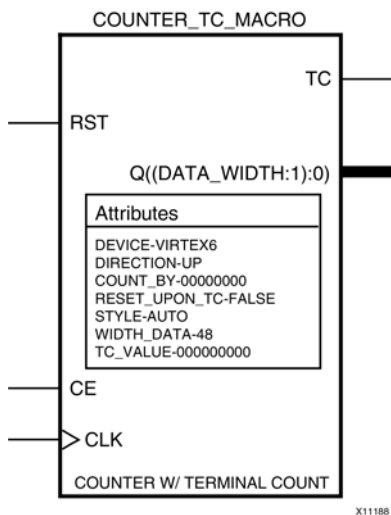 COUNTER_TC_MACRO
TC
RST
Q((DATA_WIDTH:1):0)
Attributes
DEVICE-VIRTEX6
DIRECTION-UP
COUNT_BY-00000000
RESET_UPON_TC-FALSE
STYLE-AUTO
WIDTH_DATA-48
TC_VALUE-000000000
CE
CLK
COUNTER W/ TERMINAL COUNT
X11188